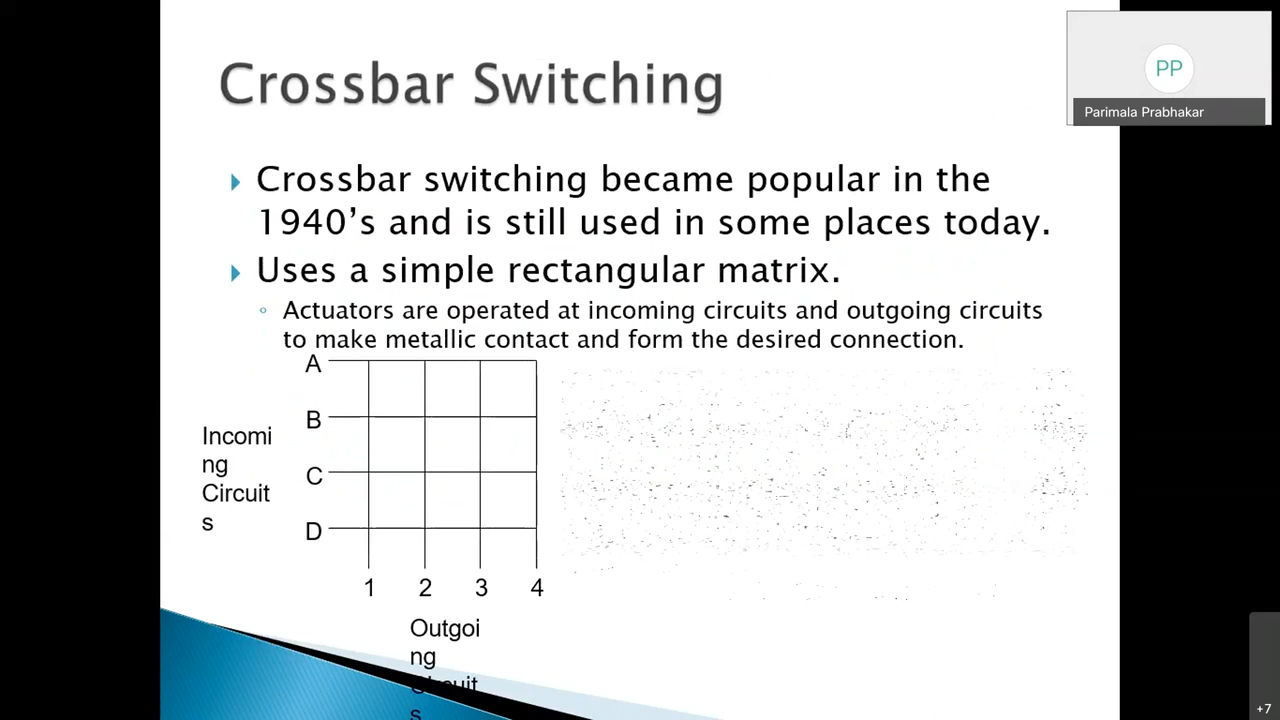 Crossbar Switching
PP
Parimala Prabhakar
Crossbar switching became popular in the
1940’s and is still used in some places today.
Uses a simple rectangular matrix.
Actuators are operated at incoming circuits and outgoing circuits
to make metallic contact and form the desired connection.
A
B
Incomi
ng
Circuit
s
C
D
1 2 3 4
Outgoi
ng
Circuit
s
+7